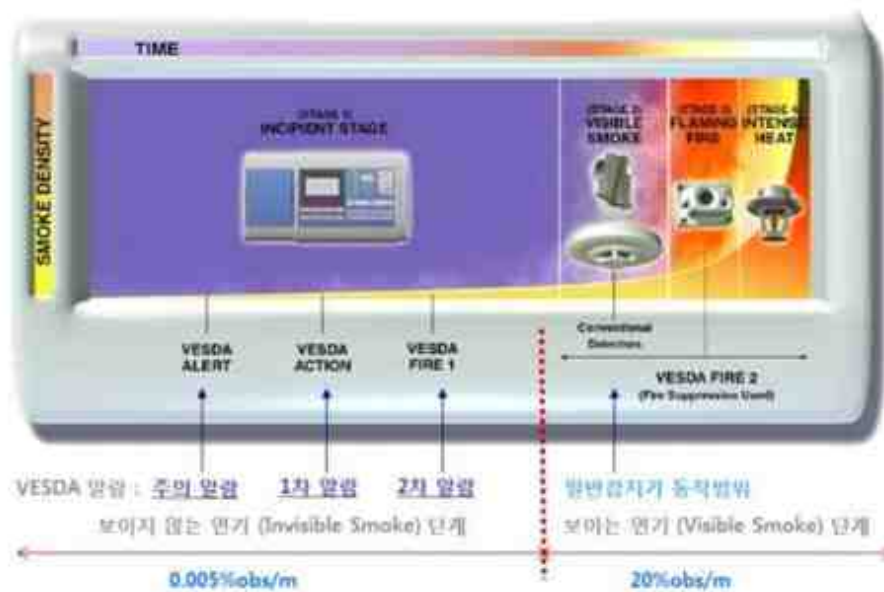 TIME
SMOKE DENSITY
(STAGE 1)
INCIPIENT STAGE
(STAGE 2)
VISIBLE
SMOKE
(STAGE 3)
FLAMING
FIRE
(STAGE 4)
INTENSE
HEAT
VESDA
ALERT
VESDA
ACTION
VESDA
FIRE 1
Conventional
Detectors
VESDA FIRE 2
(Fire Suppression Used)
VESDA 알람 : 주의 알람 1차 알람 2차 알람
일반감지기 동작범위
보이지 않는 연기 (Invisible Smoke) 단계
보이는 연기 (Visible Smoke) 단계
0.005%obs/m
20%obs/m